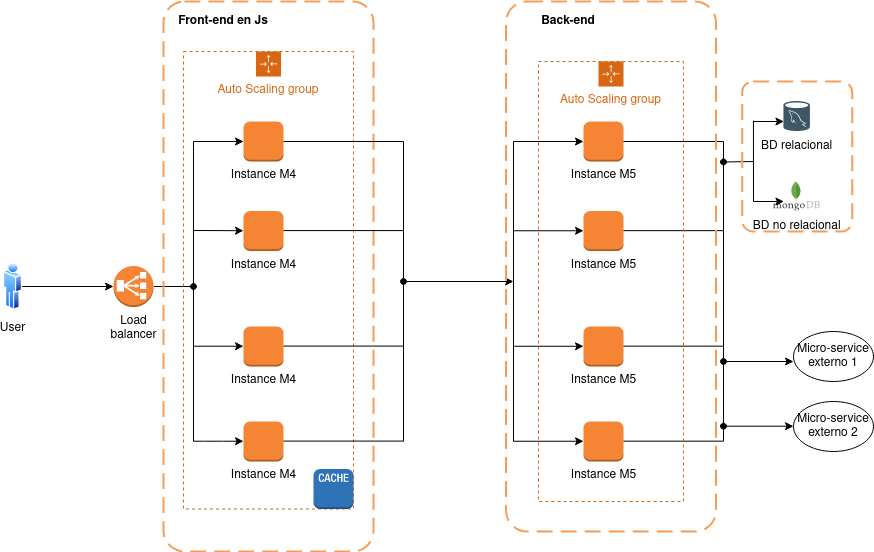 Front-end en Js
Auto Scaling group
Instance M4
Instance M4
Instance M4
Instance M4
CACHE
User
Load
balancer
Back-end
Auto Scaling group
Instance M5
Instance M5
Instance M5
Instance M5
BD relacional
mongoDB
BD no relacional
Micro-service
externo 1
Micro-service
externo 2